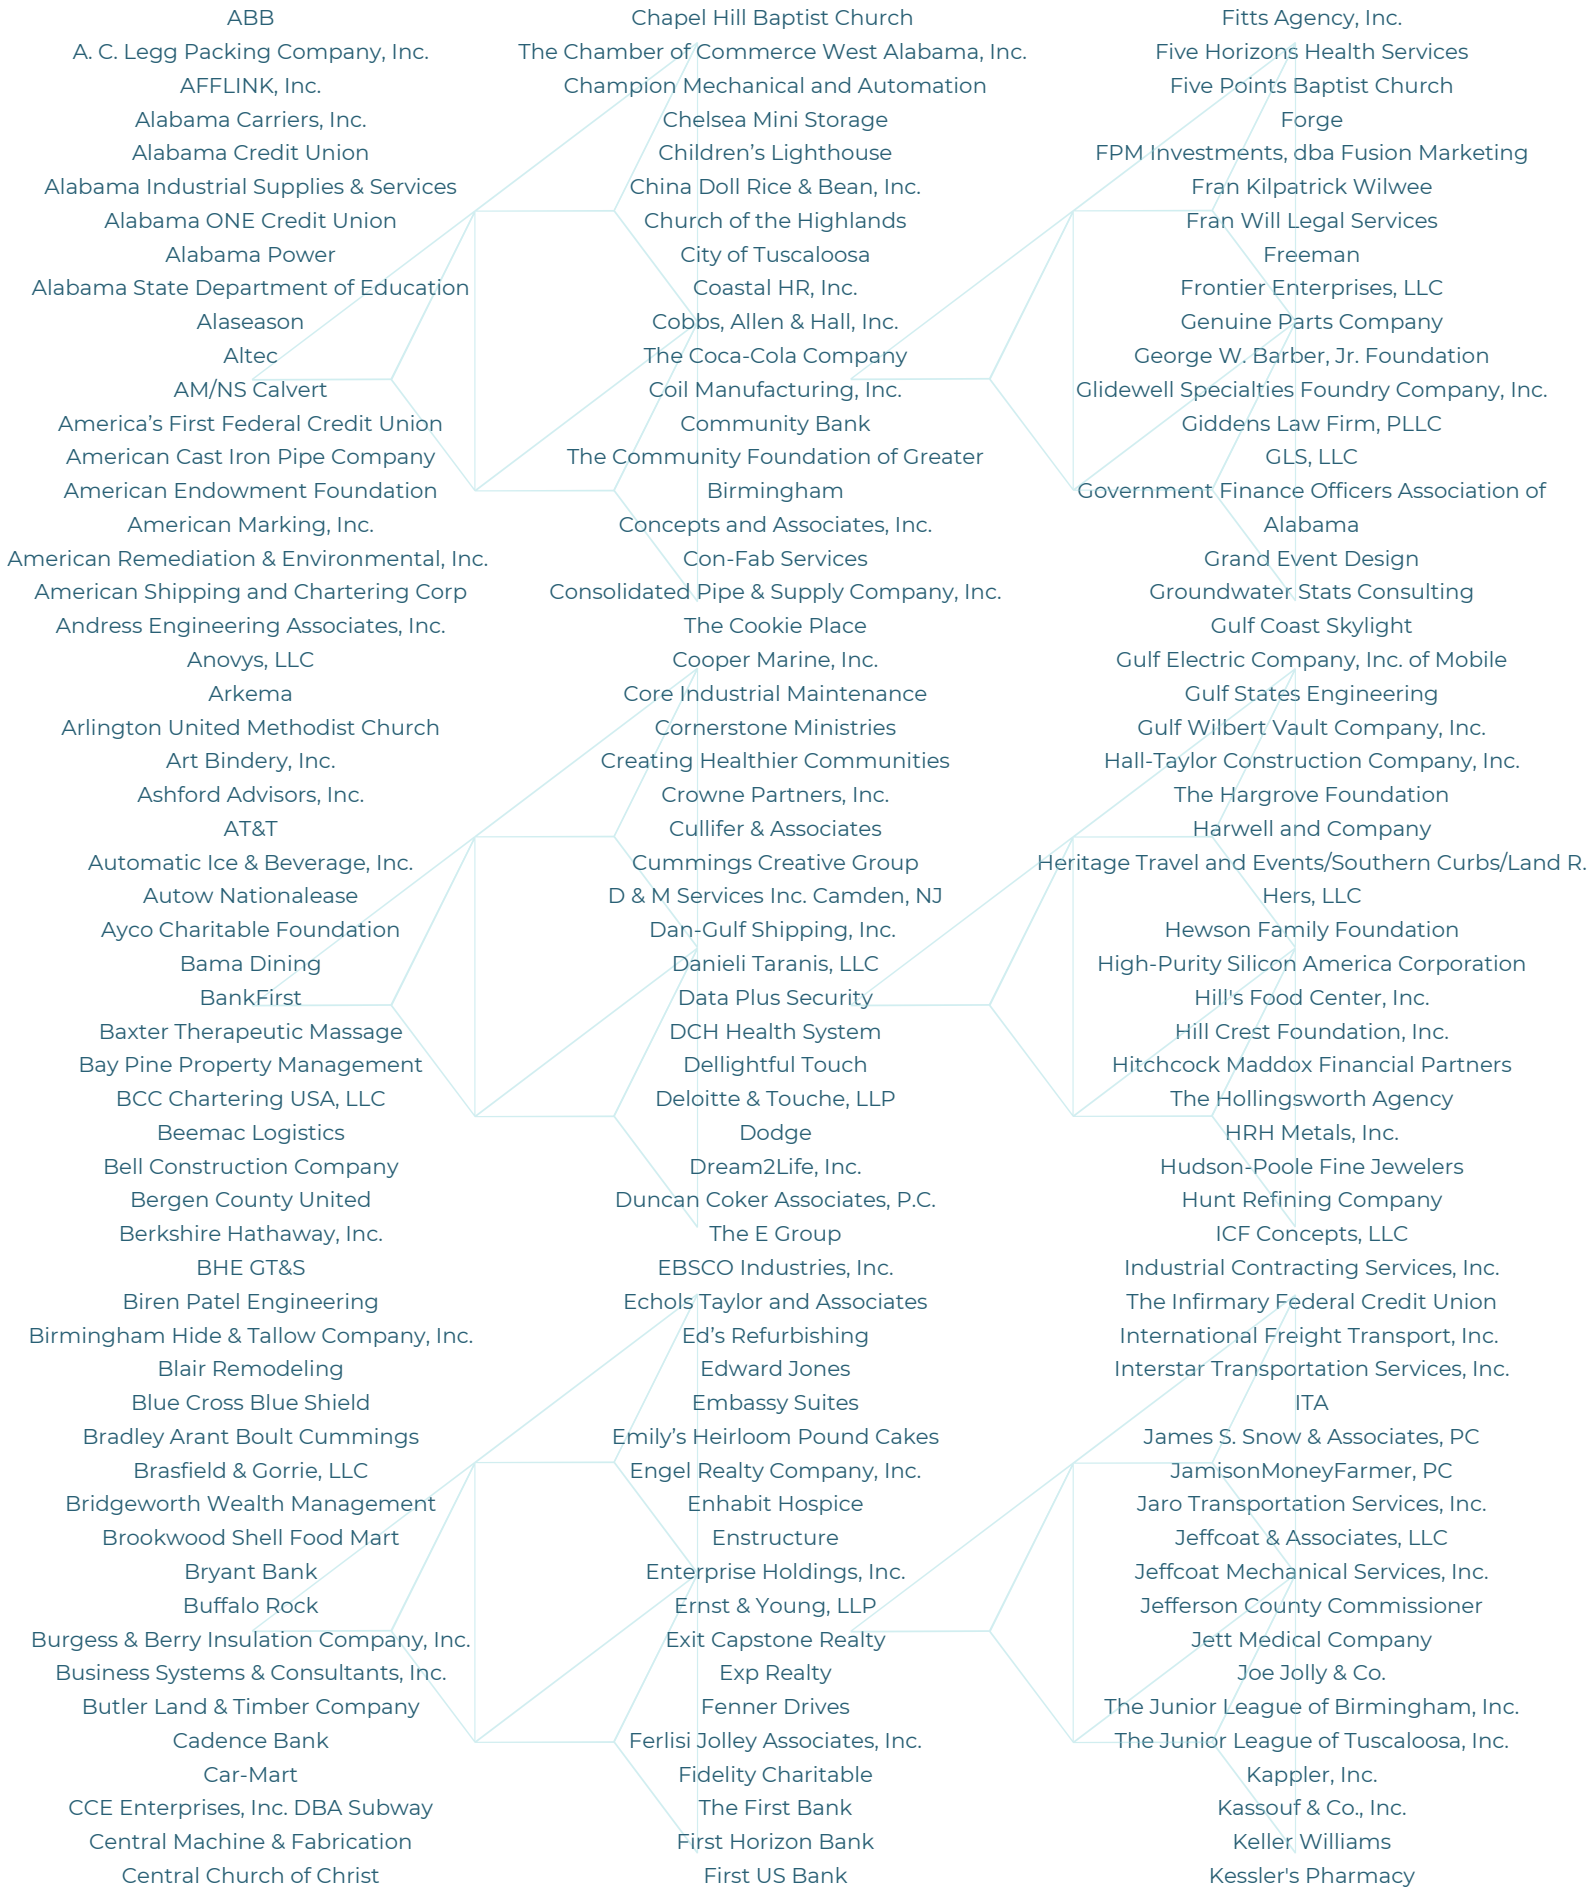 ABB
A. C. Legg Packing Company, Inc.
AFFLINK, Inc.
Alabama Carriers, Inc.
Alabama Credit Union
Alabama Industrial Supplies & Services
Alabama ONE Credit Union
Alabama Power
Alabama State Department of Education
Alaseason
Altec
AM/NS Calvert
America’s First Federal Credit Union
American Cast Iron Pipe Company
American Endowment Foundation
American Marking, Inc.
American Remediation & Environmental, Inc.
American Shipping and Chartering Corp
Andress Engineering Associates, Inc.
Anovys, LLC
Arkema
Arlington United Methodist Church
Art Bindery, Inc.
Ashford Advisors, Inc.
AT&T
Automatic Ice & Beverage, Inc.
Autow Nationalease
Ayco Charitable Foundation
Bama Dining
BankFirst
Baxter Therapeutic Massage
Bay Pine Property Management
BCC Chartering USA, LLC
Beemac Logistics
Bell Construction Company
Bergen County United
Berkshire Hathaway, Inc.
BHE GT&S
Biren Patel Engineering
Birmingham Hide & Tallow Company, Inc.
Blair Remodeling
Blue Cross Blue Shield
Bradley Arant Boult Cummings
Brasfield & Gorrie, LLC
Bridgeworth Wealth Management
Brookwood Shell Food Mart
Bryant Bank
Buffalo Rock
Burgess & Berry Insulation Company, Inc.
Business Systems & Consultants, Inc.
Butler Land & Timber Company
Cadence Bank
Car-Mart
CCE Enterprises, Inc. DBA Subway
Central Machine & Fabrication
Central Church of Christ
Chapel Hill Baptist Church
The Chamber of Commerce West Alabama, Inc.
Champion Mechanical and Automation
Chelsea Mini Storage
Children’s Lighthouse
China Doll Rice & Bean, Inc.
Church of the Highlands
City of Tuscaloosa
Coastal HR, Inc.
Cobbs, Allen & Hall, Inc.
The Coca-Cola Company
Coil Manufacturing, Inc.
Community Bank
The Community Foundation of Greater
Birmingham
Concepts and Associates, Inc.
Con-Fab Services
Consolidated Pipe & Supply Company, Inc.
The Cookie Place
Cooper Marine, Inc.
Core Industrial Maintenance
Cornerstone Ministries
Creating Healthier Communities
Crowne Partners, Inc.
Cullifer & Associates
Cummings Creative Group
D & M Services Inc. Camden, NJ
Dan-Gulf Shipping, Inc.
Danieli Taranis, LLC
Data Plus Security
DCH Health System
Dellightful Touch
Deloitte & Touche, LLP
Dodge
Dream2Life, Inc.
Duncan Coker Associates, P.C.
The E Group
EBSCO Industries, Inc.
Echols Taylor and Associates
Ed’s Refurbishing
Edward Jones
Embassy Suites
Emily’s Heirloom Pound Cakes
Engel Realty Company, Inc.
Enhabit Hospice
Enstructure
Enterprise Holdings, Inc.
Ernst & Young, LLP
Exit Capstone Realty
Exp Realty
Fenner Drives
Ferlisi Jolley Associates, Inc.
Fidelity Charitable
The First Bank
First Horizon Bank
First US Bank
Fitts Agency, Inc.
Five Horizons Health Services
Five Points Baptist Church
Forge
FPM Investments, dba Fusion Marketing
Fran Kilpatrick Wilwee
Fran Will Legal Services
Freeman
Frontier Enterprises, LLC
Genuine Parts Company
George W. Barber, Jr. Foundation
Glidewell Specialties Foundry Company, Inc.
Giddens Law Firm, PLLC
GLS, LLC
Government Finance Officers Association of
Alabama
Grand Event Design
Groundwater Stats Consulting
Gulf Coast Skylight
Gulf Electric Company, Inc. of Mobile
Gulf States Engineering
Gulf Wilbert Vault Company, Inc.
Hall-Taylor Construction Company, Inc.
The Hargrove Foundation
Harwell and Company
Heritage Travel and Events/Southern Curbs/Land R.
Hers, LLC
Hewson Family Foundation
High-Purity Silicon America Corporation
Hill's Food Center, Inc.
Hill Crest Foundation, Inc.
Hitchcock Maddox Financial Partners
The Hollingsworth Agency
HRH Metals, Inc.
Hudson-Poole Fine Jewelers
Hunt Refining Company
ICF Concepts, LLC
Industrial Contracting Services, Inc.
The Infirmary Federal Credit Union
International Freight Transport, Inc.
Interstar Transportation Services, Inc.
ITA
James S. Snow & Associates, PC
JamisonMoneyFarmer, PC
Jaro Transportation Services, Inc.
Jeffcoat & Associates, LLC
Jeffcoat Mechanical Services, Inc.
Jefferson County Commissioner
Jett Medical Company
Joe Jolly & Co.
The Junior League of Birmingham, Inc.
The Junior League of Tuscaloosa, Inc.
Kappler, Inc.
Kassouf & Co., Inc.
Keller Williams
Kessler's Pharmacy